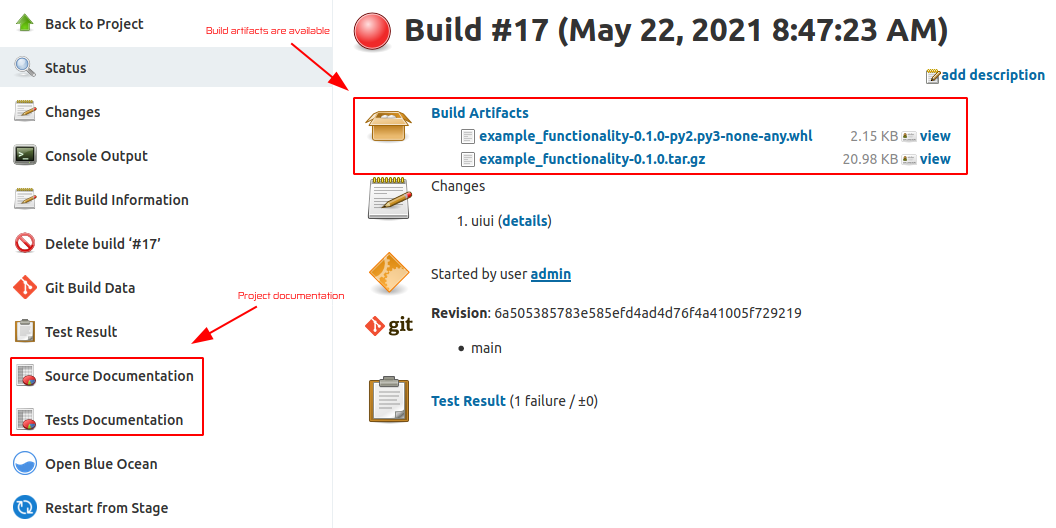 Back to Project
Status
Changes
Console Output
Edit Build Information
Delete build ‘#17’
Git Build Data
Test Result
Source Documentation
Tests Documentation
Open Blue Ocean
Restart from Stage
Build artifacts are available
Project documentation
Build #17 (May 22, 2021 8:47:23 AM)
add description
Build Artifacts
example_functionality-0.1.0-py2.py3-none-any.whl 2.15 KB view
example_functionality-0.1.0.tar.gz 20.98 KB view
Changes
1. uiui (details)
Started by user admin
git
Revision: 6a505385783e585efd4ad4d76f4a41005f729219
• main
Test Result (1 failure / ±0)